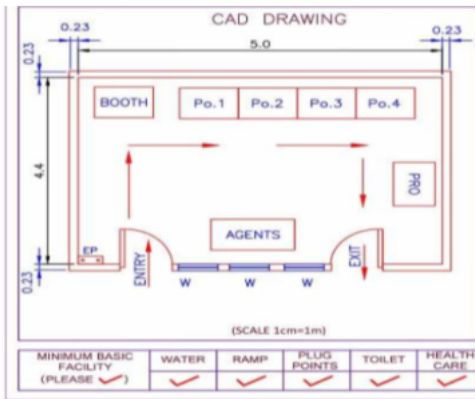 CAD DRAWING
0.23
5.0
0.23
0.23
BOOTH
Po.1
Po.2
Po.3
Po.4
4.4
PRO
AGENTS
EP
ENTRY
EXIT
0.23
W
W
W
(SCALE 1cm=1m)
MINIMUM BASIC
FACILITY
(PLEASE ✓)
WATER
RAMP
PLUG
POINTS
TOILET
HEALTH
CARE
✓ ✓ ✓ ✓ ✓